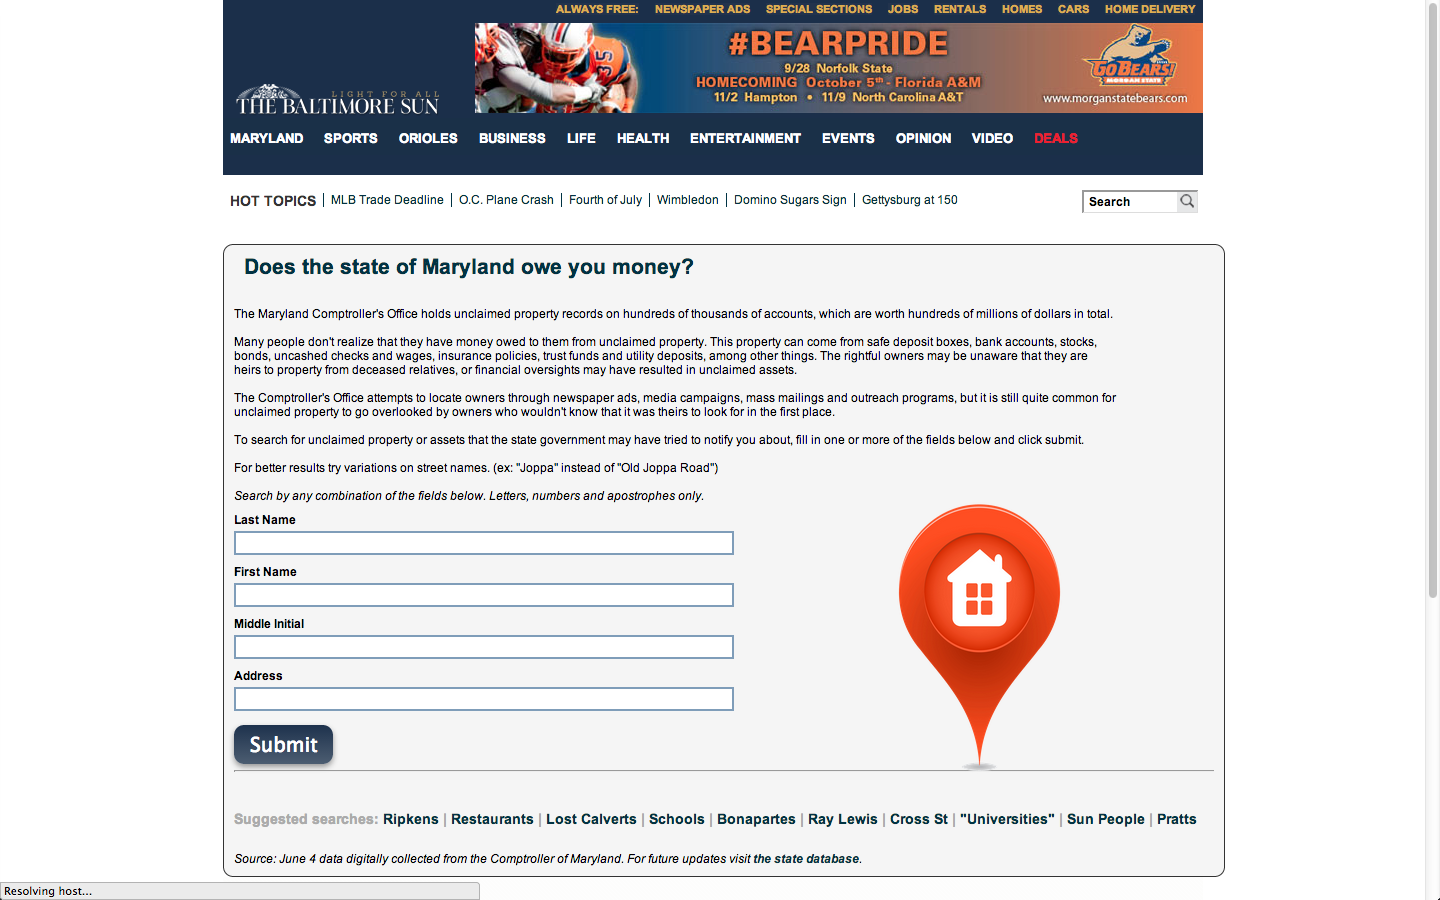 ALWAYS FREE: NEWSPAPER ADS SPECIAL SECTIONS JOBS RENTALS HOMES CARS HOME DELIVERY
#BEARPRIDE
9/28 Norfolk State
HOMECOMING October 5th - Florida A&M
11/2 Hampton • 11/9 North Carolina A&T
35
GO BEARS!
MORGAN STATE
www.morganstatebears.com
LIGHT FOR ALL
THE BALTIMORE SUN
MARYLAND SPORTS ORIOLES BUSINESS LIFE HEALTH ENTERTAINMENT EVENTS OPINION VIDEO DEALS
HOT TOPICS | MLB Trade Deadline | O.C. Plane Crash | Fourth of July | Wimbledon | Domino Sugars Sign | Gettysburg at 150
Search
Does the state of Maryland owe you money?
The Maryland Comptroller's Office holds unclaimed property records on hundreds of thousands of accounts, which are worth hundreds of millions of dollars in total.
Many people don't realize that they have money owed to them from unclaimed property. This property can come from safe deposit boxes, bank accounts, stocks,
bonds, uncashed checks and wages, insurance policies, trust funds and utility deposits, among other things. The rightful owners may be unaware that they are
heirs to property from deceased relatives, or financial oversights may have resulted in unclaimed assets.
The Comptroller's Office attempts to locate owners through newspaper ads, media campaigns, mass mailings and outreach programs, but it is still quite common for
unclaimed property to go overlooked by owners who wouldn't know that it was theirs to look for in the first place.
To search for unclaimed property or assets that the state government may have tried to notify you about, fill in one or more of the fields below and click submit.
For better results try variations on street names. (ex: "Joppa" instead of "Old Joppa Road")
Search by any combination of the fields below. Letters, numbers and apostrophes only.
Last Name
First Name
Middle Initial
Address
Submit
Suggested searches: Ripkens | Restaurants | Lost Calverts | Schools | Bonapartes | Ray Lewis | Cross St | "Universities" | Sun People | Pratts
Source: June 4 data digitally collected from the Comptroller of Maryland. For future updates visit the state database.
Resolving host...